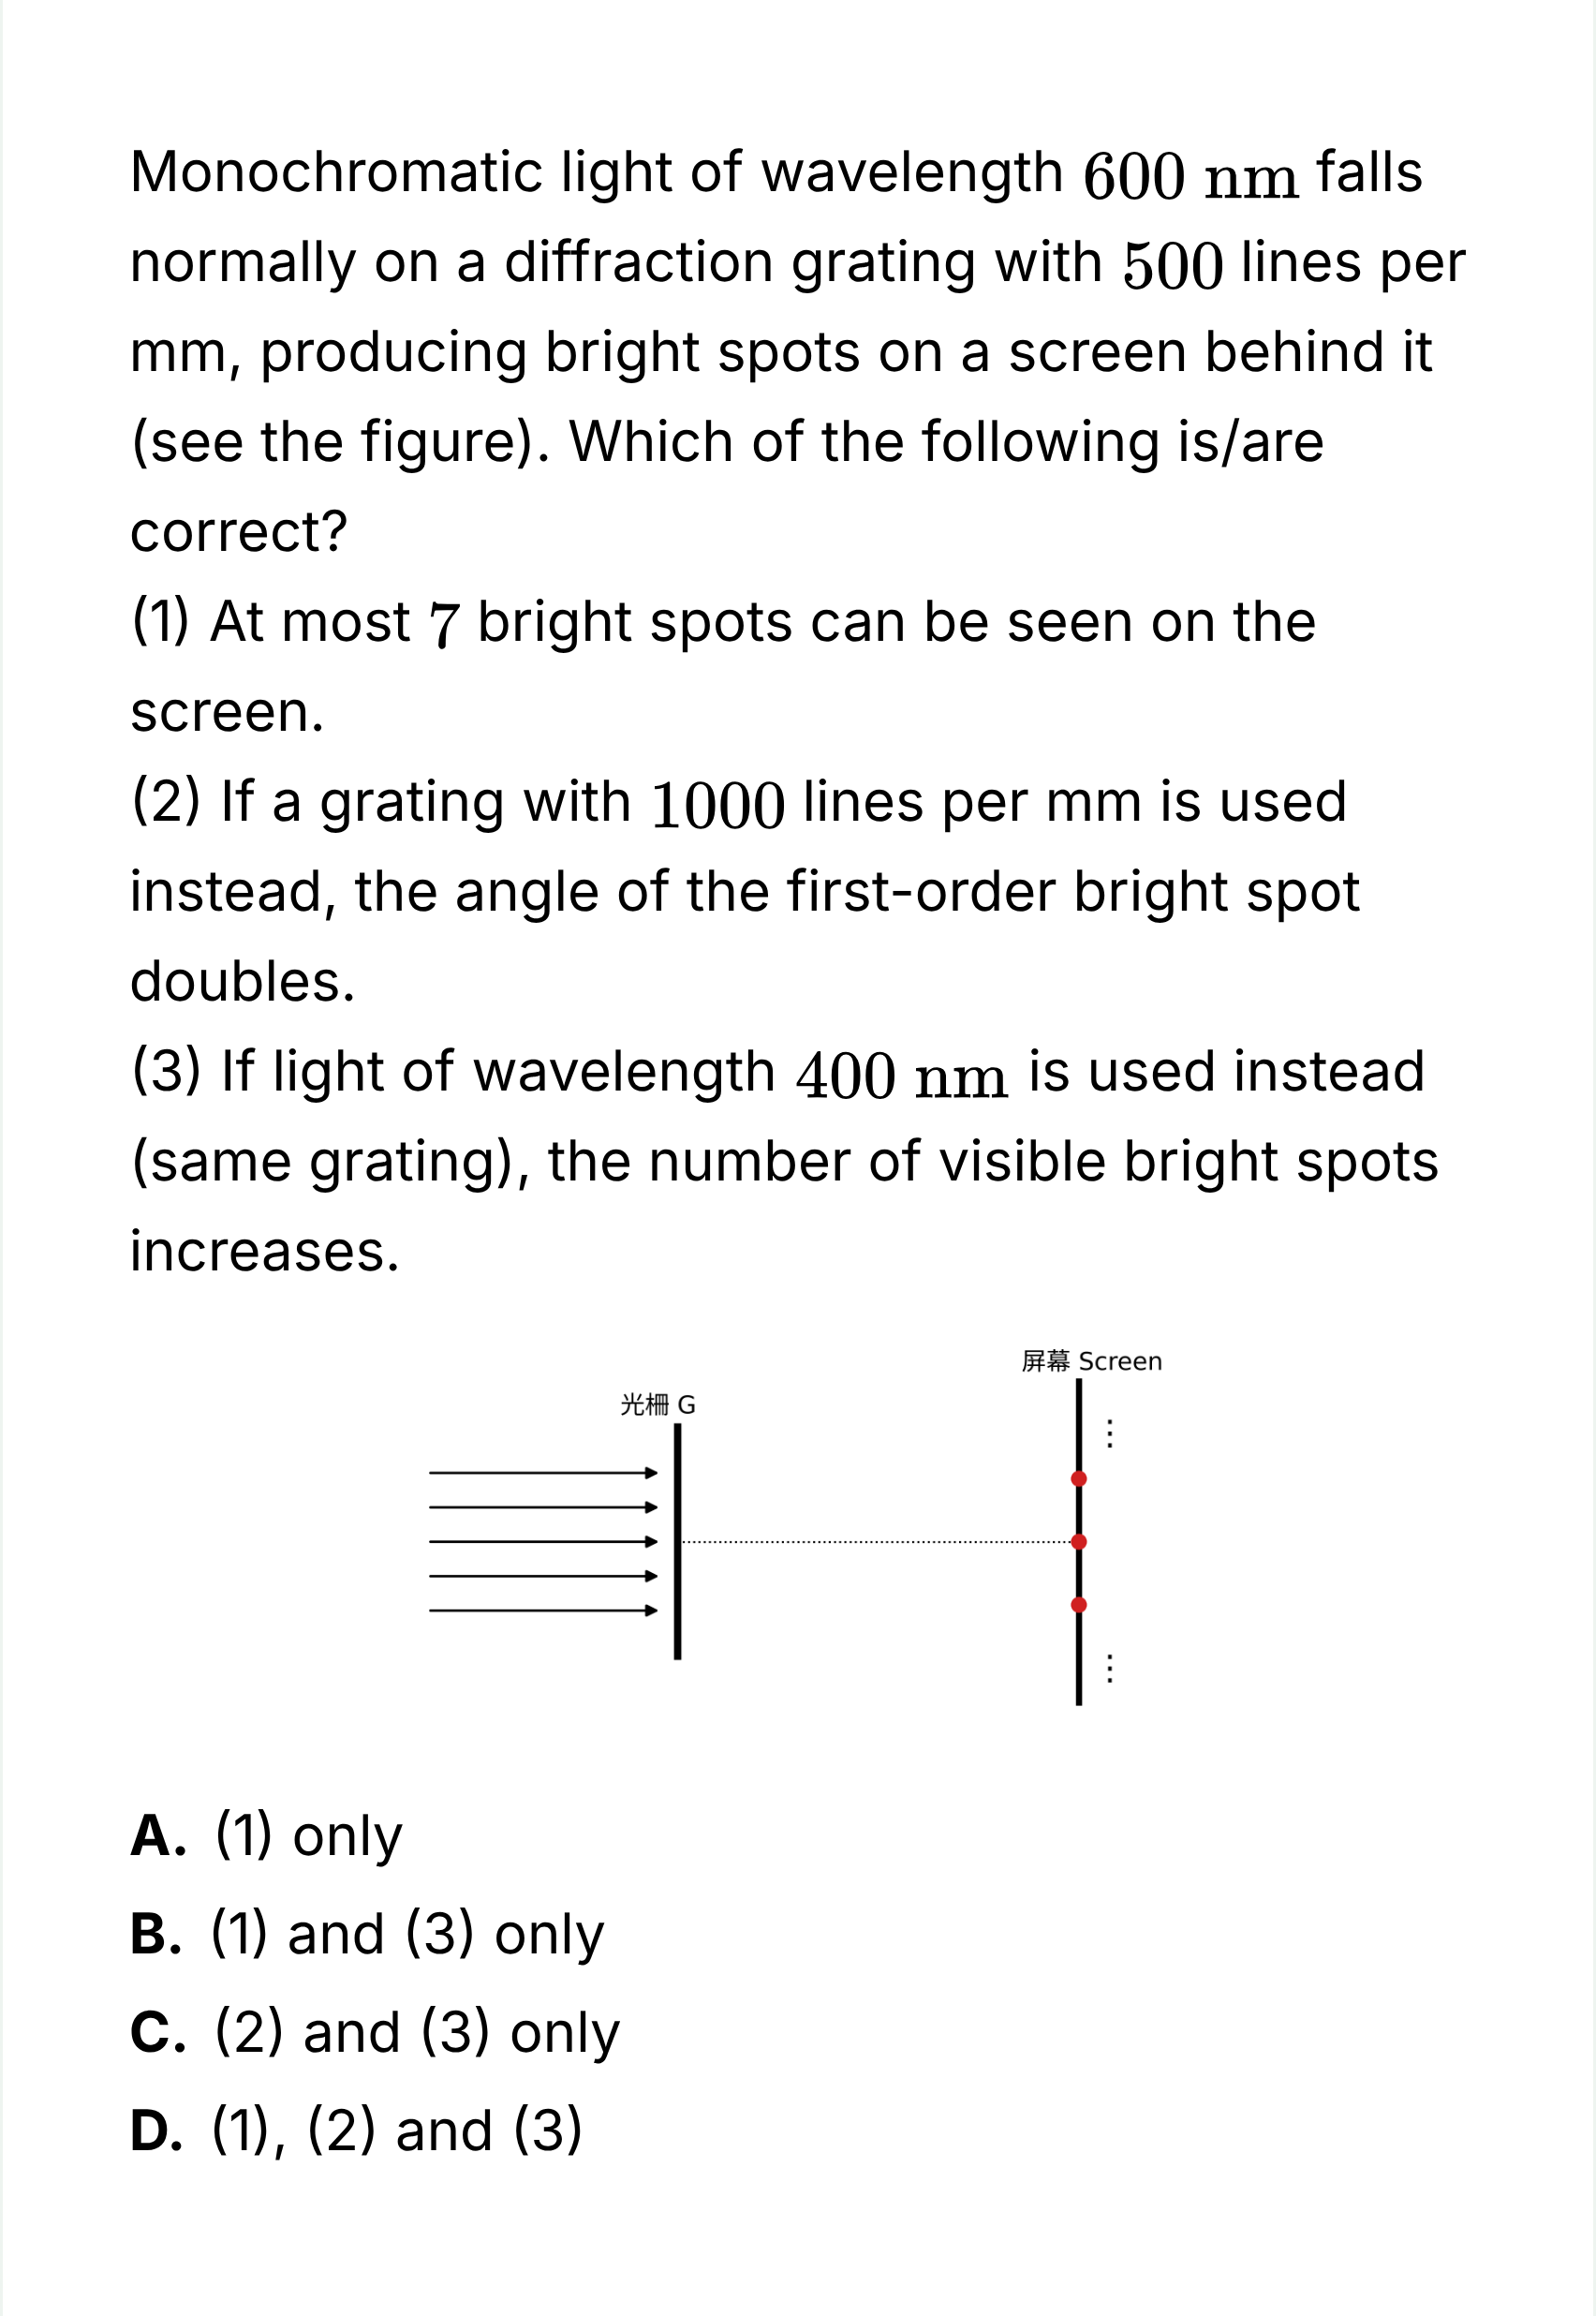 Monochromatic light of wavelength 600 nm falls
normally on a diffraction grating with 500 lines per
mm, producing bright spots on a screen behind it
(see the figure). Which of the following is/are
correct?
(1) At most 7 bright spots can be seen on the
screen.
(2) If a grating with 1000 lines per mm is used
instead, the angle of the first-order bright spot
doubles.
(3) If light of wavelength 400 nm is used instead
(same grating), the number of visible bright spots
increases.
屏幕 Screen
光栅 G
⋮
⋮
A. (1) only
B. (1) and (3) only
C. (2) and (3) only
D. (1), (2) and (3)